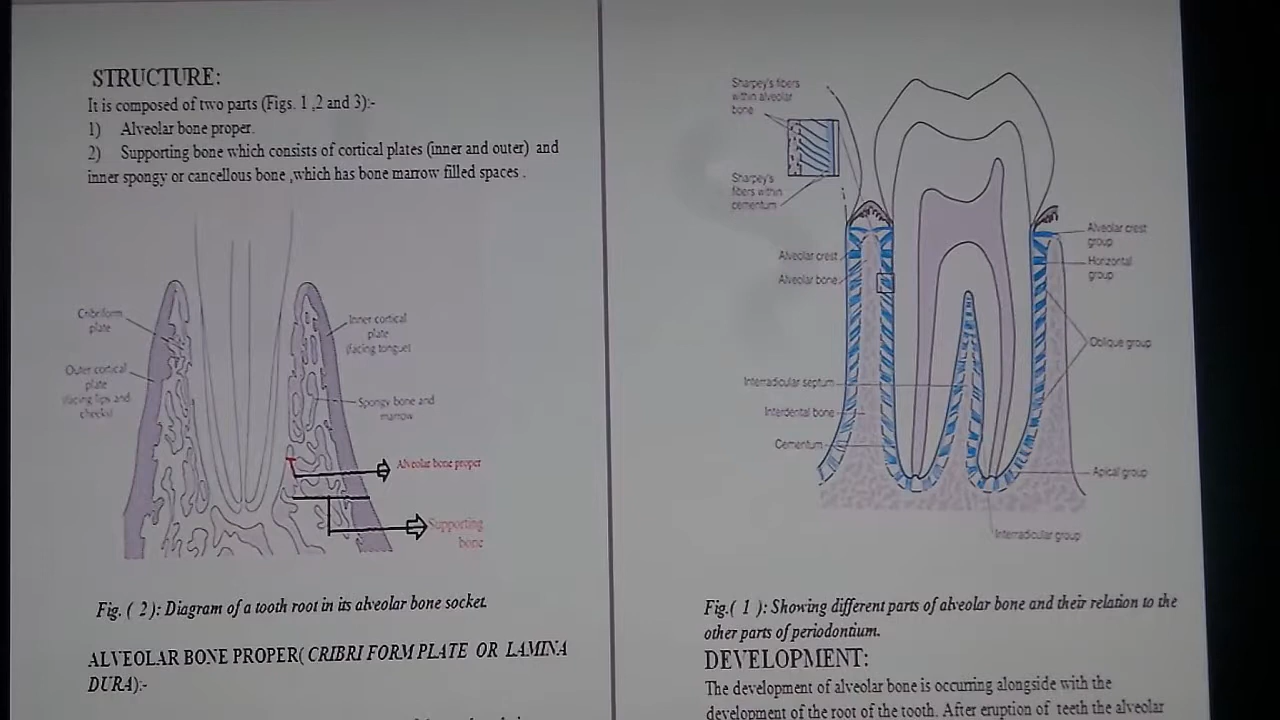 STRUCTURE:
It is composed of two parts (Figs. 1 ,2 and 3):-
1) Alveolar bone proper.
2) Supporting bone which consists of cortical plates (inner and outer) and
inner spongy or cancellous bone ,which has bone marrow filled spaces .
Cribriform
plate
Outer cortical
plate
(facing lips and
cheeks)
Inner cortical
plate
(facing tongue)
Spongy bone and
marrow
Alveolar bone proper
Supporting
bone
Fig. ( 2 ): Diagram of a tooth root in its alveolar bone socket.
ALVEOLAR BONE PROPER( CRIBRI FORM PLATE OR LAMINA
DURA):-
Sharpey's fibers
within alveolar
bone
Sharpey's
fibers within
cementum
Alveolar crest
Alveolar bone
Interradicular septum
Interdental bone
Cementum
Alveolar crest
group
Horizontal
group
Oblique group
Apical group
Interradicular group
Fig.( 1 ): Showing different parts of alveolar bone and their relation to the
other parts of periodontium.
DEVELOPMENT:
The development of alveolar bone is occurring alongside with the
development of the root of the tooth. After eruption of teeth the alveolar